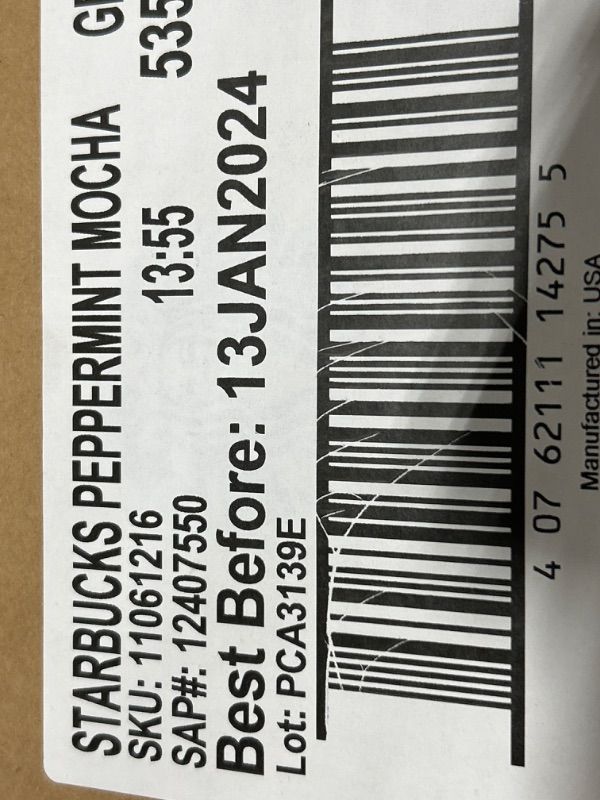 STARBUCKS PEPPERMINT MOCHA
SKU: 11061216 13:55 535
SAP#: 12407550
Best Before: 13JAN2024
Lot: PCA3139E
4 07 62111 14275 5
Manufactured in: USA